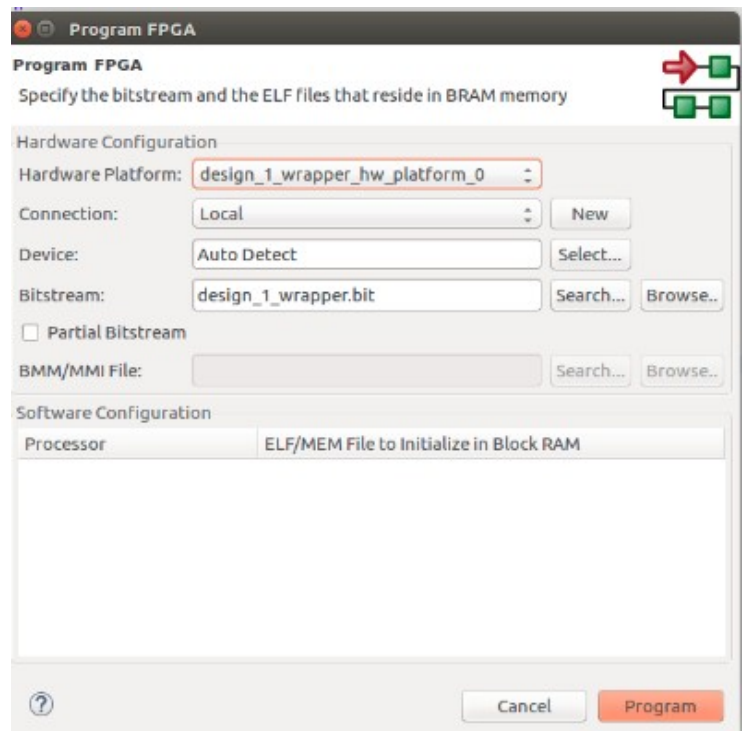 Program FPGA
Program FPGA
Specify the bitstream and the ELF files that reside in BRAM memory
Hardware Configuration
Hardware Platform: design_1_wrapper_hw_platform_0
Connection: Local New
Device: Auto Detect Select...
Bitstream: design_1_wrapper.bit Search... Browse..
Partial Bitstream
BMM/MMI File: Search... Browse..
Software Configuration
Processor ELF/MEM File to Initialize in Block RAM
? Cancel Program